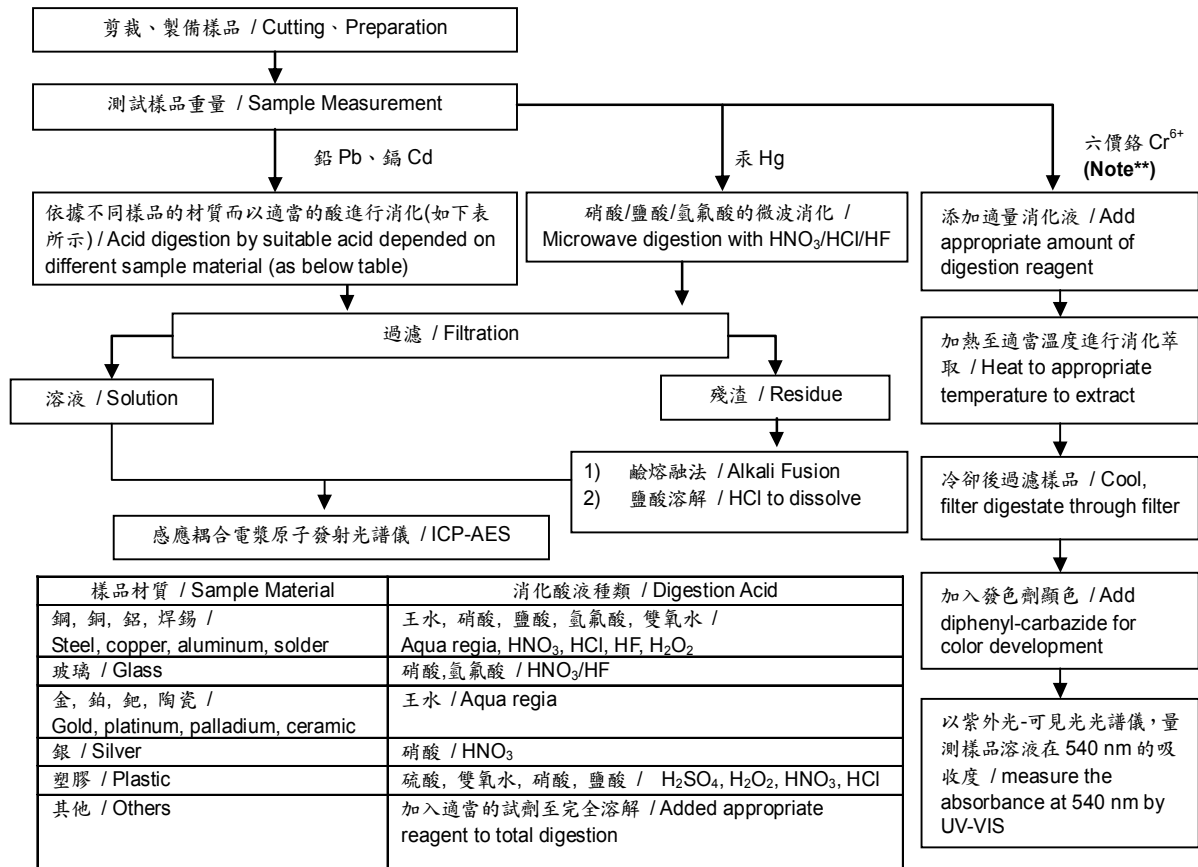 剪裁、製備樣品 / Cutting、Preparation
測試樣品重量 / Sample Measurement
鉛 Pb、鎘 Cd
汞 Hg
六價鉻 Cr⁶⁺
(Note**)
依據不同樣品的材質而以適當的酸進行消化(如下表
所示) / Acid digestion by suitable acid depended on
different sample material (as below table)
硝酸/鹽酸/氫氟酸的微波消化 /
Microwave digestion with HNO₃/HCl/HF
添加適量消化液 / Add
appropriate amount of
digestion reagent
過濾 / Filtration
加熱至適當溫度進行消化萃
取 / Heat to appropriate
temperature to extract
溶液 / Solution
殘渣 / Residue
1) 鹼熔融法 / Alkali Fusion
2) 鹽酸溶解 / HCl to dissolve
冷卻後過濾樣品 / Cool,
filter digestate through filter
感應耦合電漿原子發射光譜儀 / ICP-AES
加入發色劑顯色 / Add
diphenyl-carbazide for
color development
以紫外光-可見光光譜儀，量
測樣品溶液在 540 nm 的吸
收度 / measure the
absorbance at 540 nm by
UV-VIS
樣品材質 / Sample Material
消化酸液種類 / Digestion Acid
鋼, 銅, 鋁, 焊錫 /
Steel, copper, aluminum, solder
王水, 硝酸, 鹽酸, 氫氟酸, 雙氧水 /
Aqua regia, HNO₃, HCl, HF, H₂O₂
玻璃 / Glass
硝酸,氫氟酸 / HNO₃/HF
金, 鉑, 鈀, 陶瓷 /
Gold, platinum, palladium, ceramic
王水 / Aqua regia
銀 / Silver
硝酸 / HNO₃
塑膠 / Plastic
硫酸, 雙氧水, 硝酸, 鹽酸 / H₂SO₄, H₂O₂, HNO₃, HCl
其他 / Others
加入適當的試劑至完全溶解 / Added appropriate
reagent to total digestion